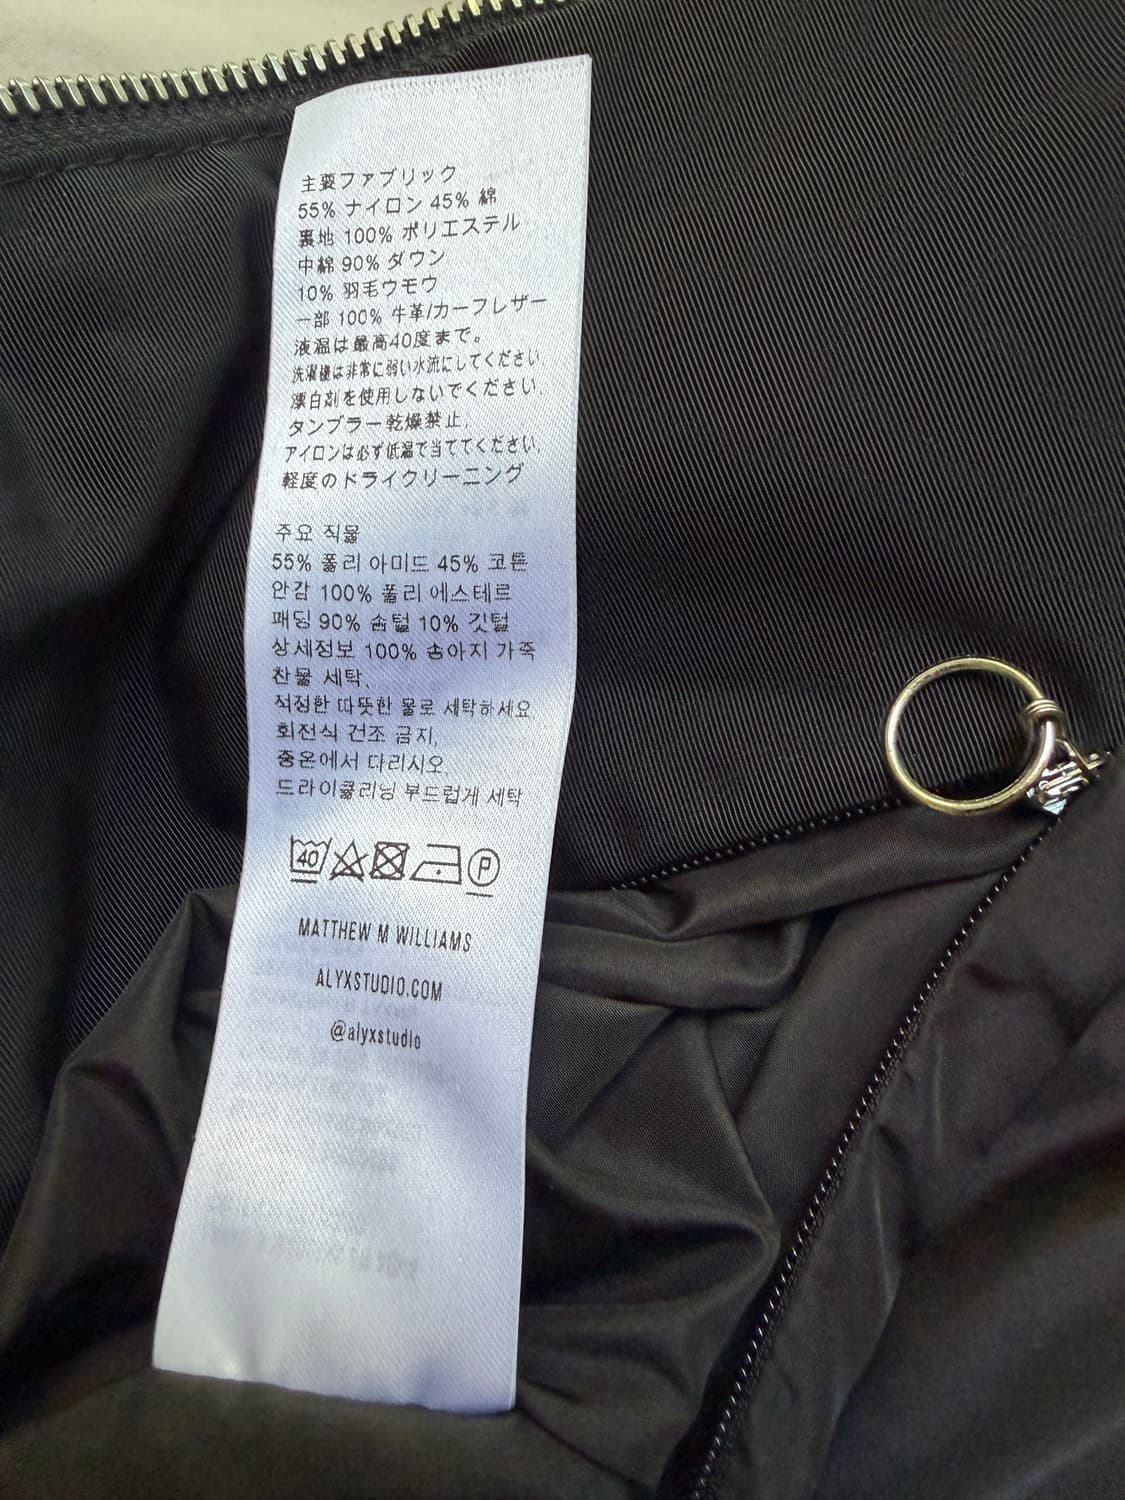 主要ファブリック
55% ナイロン 45% 綿
裏地 100% ポリエステル
中綿 90% ダウン
10% 羽毛ウモウ
一部 100% 牛革/カーフレザー
液温は最高40度まで。
洗濯機は非常に弱い水流にしてください
漂白剤を使用しないでください.
タンブラー乾燥禁止.
アイロンは必ず低温で当ててください.
軽度のドライクリーニング
주요 직물
55% 폴리 아미드 45% 코튼
안감 100% 폴리 에스테르
패딩 90% 솜털 10% 깃털
상세정보 100% 송아지 가죽
찬물 세탁.
적정한 따뜻한 물로 세탁하세요.
회전식 건조 금지.
중온에서 다리시오.
드라이클리닝 부드럽게 세탁
40 P
MATTHEW M WILLIAMS
ALYXSTUDIO.COM
@alyxstudio